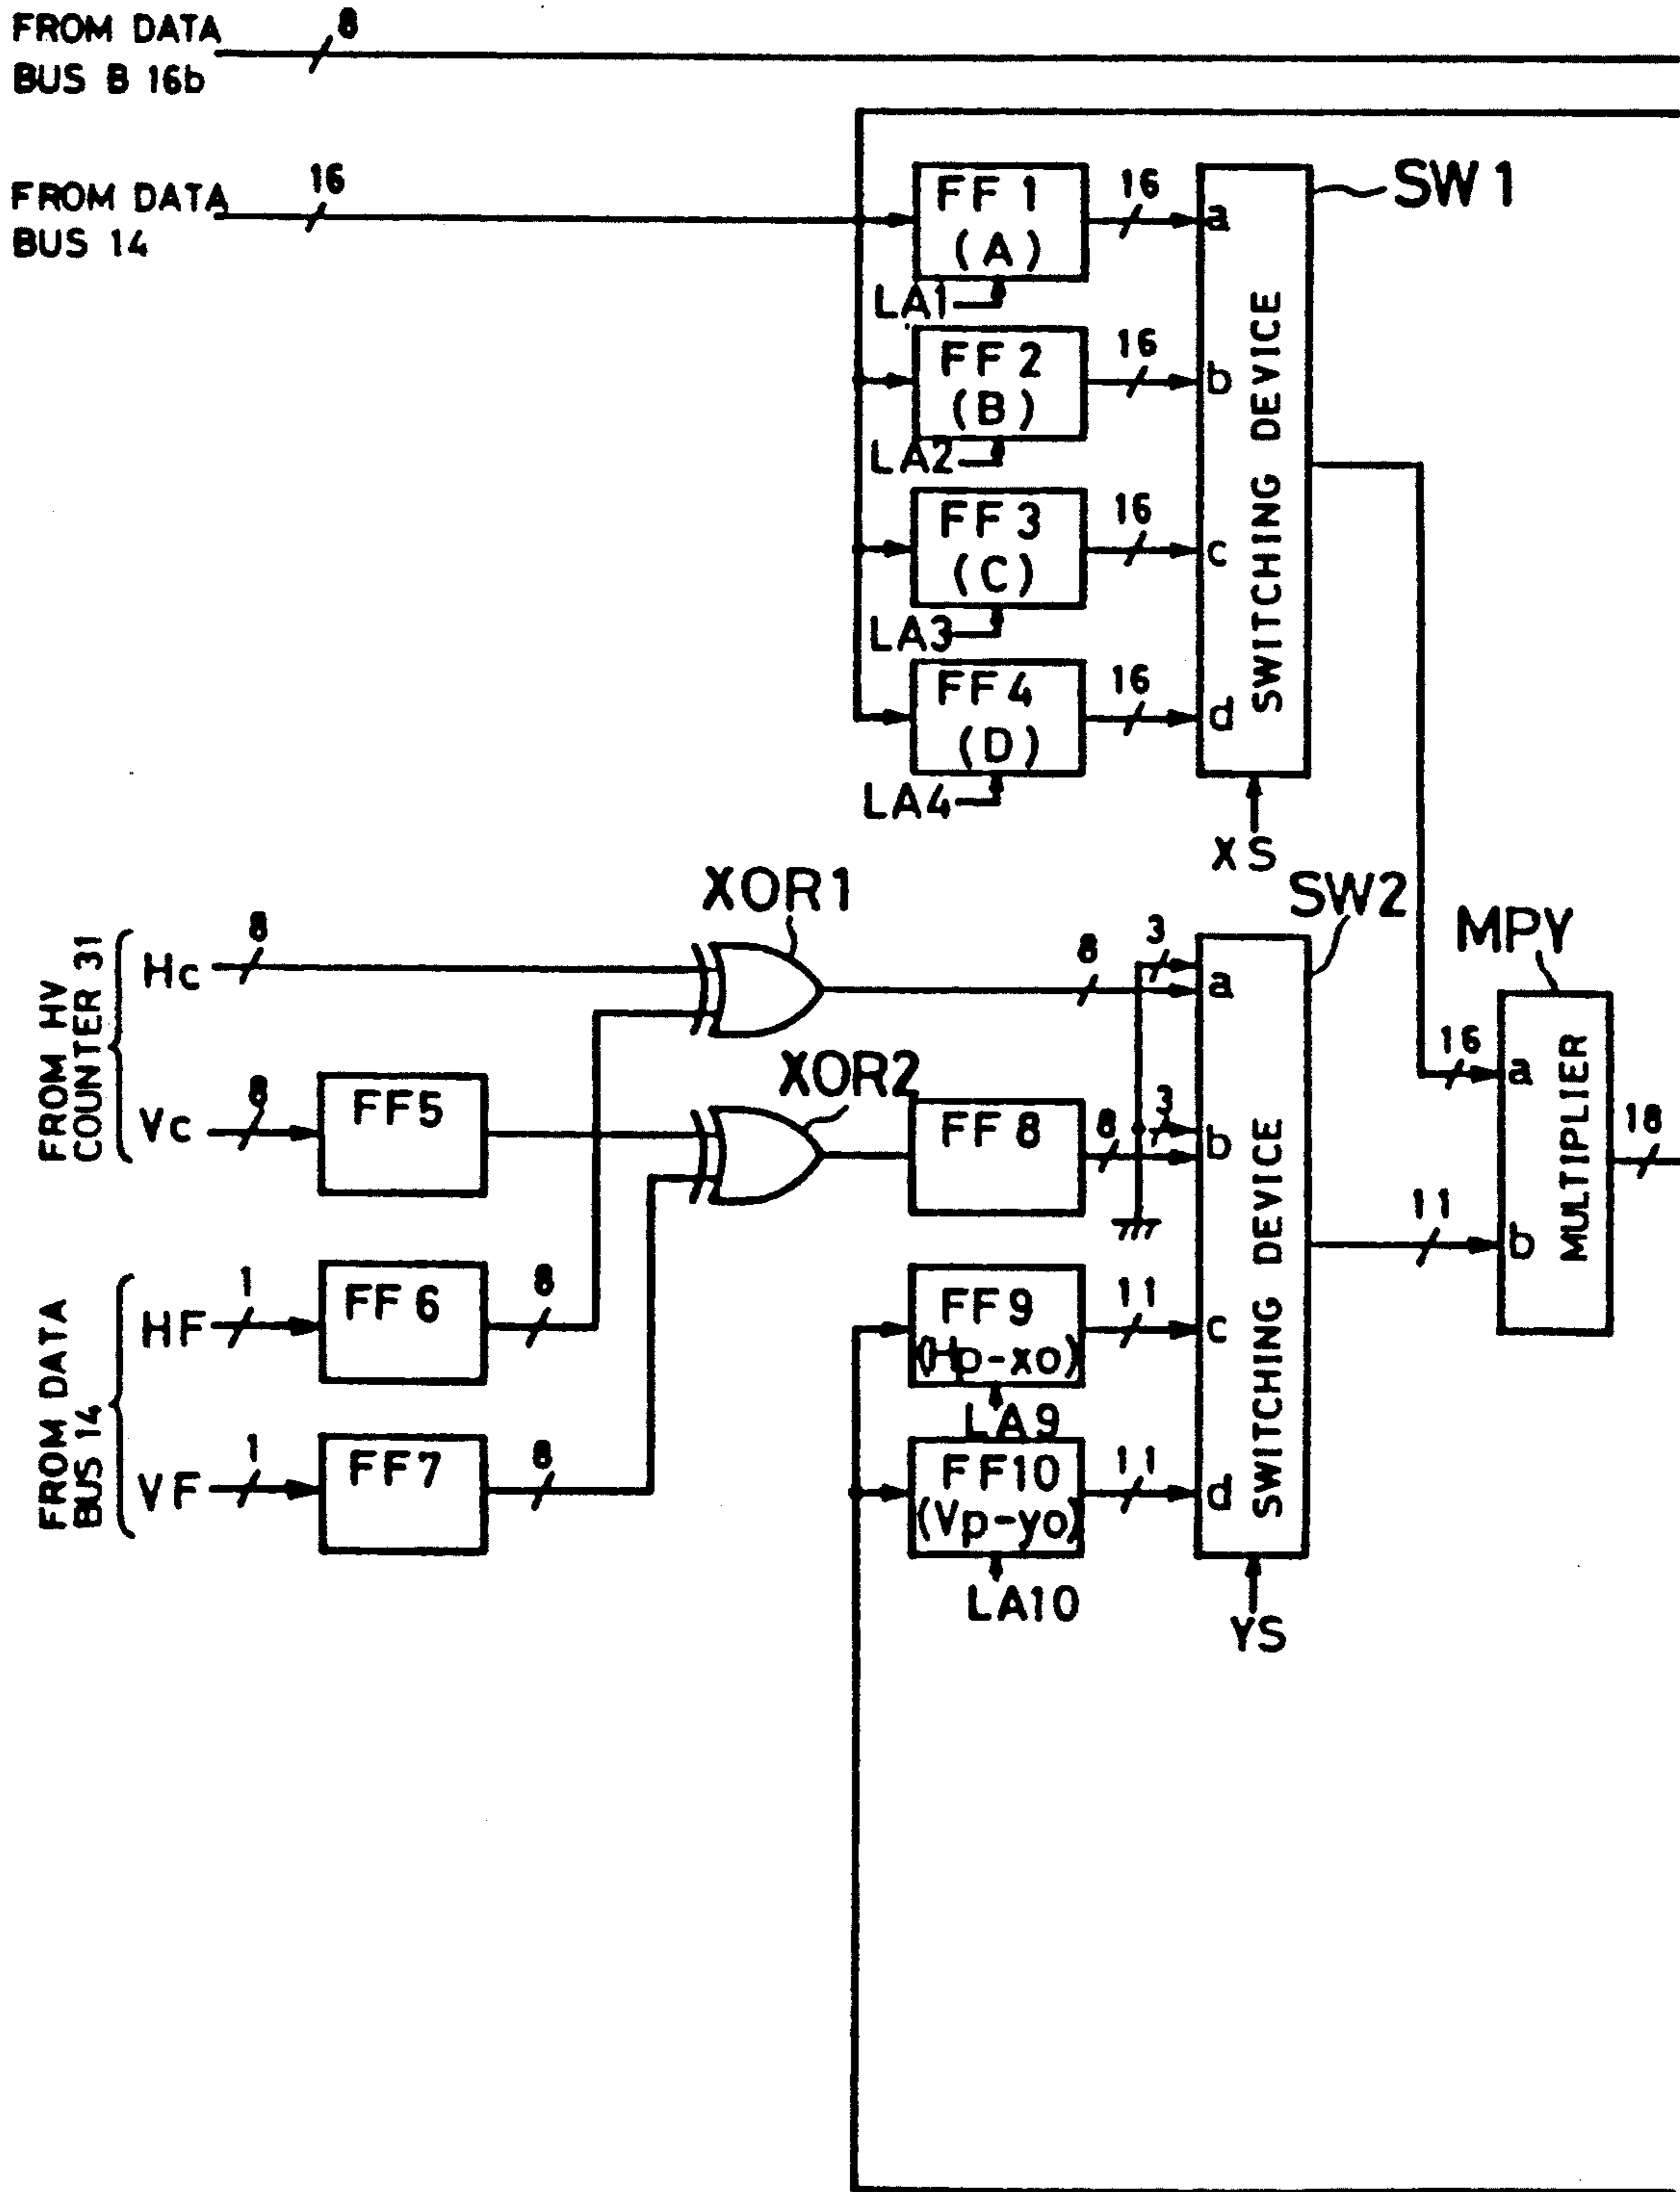 FROM DATA
BUS B 16b
8
FROM DATA
BUS 14
16
FF 1
(A)
LA1
16
a
SW1
FF 2
(B)
LA2
16
b
FF 3
(C)
LA3
16
c
FF 4
(D)
LA4
16
d
SWITCHING DEVICE
XS
XOR1
SW2
MPY
FROM HV
COUNTER 31
Hc
8
8
3
a
Vc
8
FF5
XOR2
FF 8
8
3
b
16
a
MULTIPLIER
18
11
b
FROM DATA
BUS 14
HF
1
FF 6
8
FF9
(Hp-xo)
LA9
11
c
VF
1
FF7
8
FF10
(Vp-yo)
LA10
11
d
SWITCHING DEVICE
YS